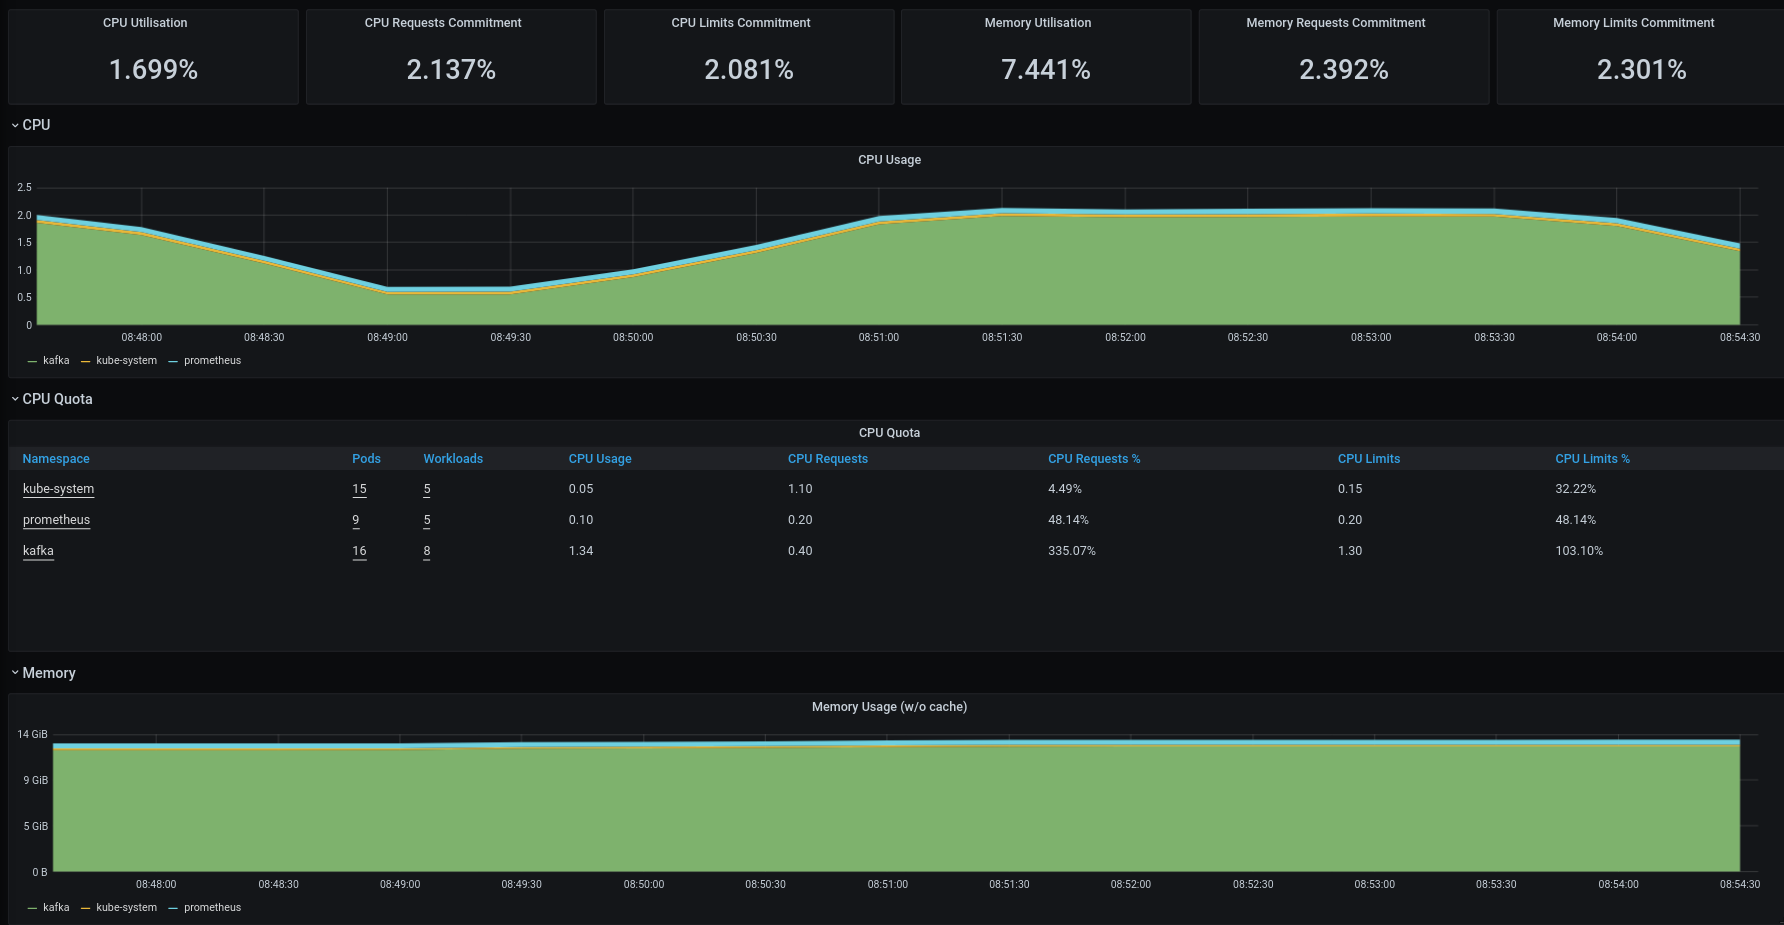 CPU Utilisation CPU Requests Commitment CPU Limits Commitment Memory Utilisation Memory Requests Commitment Memory Limits Commitment
1.699% 2.137% 2.081% 7.441% 2.392% 2.301%
CPU
CPU Usage
2.5
2.0
1.5
1.0
0.5
0
08:48:00 08:48:30 08:49:00 08:49:30 08:50:00 08:50:30 08:51:00 08:51:30 08:52:00 08:52:30 08:53:00 08:53:30 08:54:00 08:54:30
kafka kube-system prometheus
CPU Quota
CPU Quota
Namespace Pods Workloads CPU Usage CPU Requests CPU Requests % CPU Limits CPU Limits %
kube-system 15 5 0.05 1.10 4.49% 0.15 32.22%
prometheus 9 5 0.10 0.20 48.14% 0.20 48.14%
kafka 16 8 1.34 0.40 335.07% 1.30 103.10%
Memory
Memory Usage (w/o cache)
14 GiB
9 GiB
5 GiB
0 B
08:48:00 08:48:30 08:49:00 08:49:30 08:50:00 08:50:30 08:51:00 08:51:30 08:52:00 08:52:30 08:53:00 08:53:30 08:54:00 08:54:30
kafka kube-system prometheus